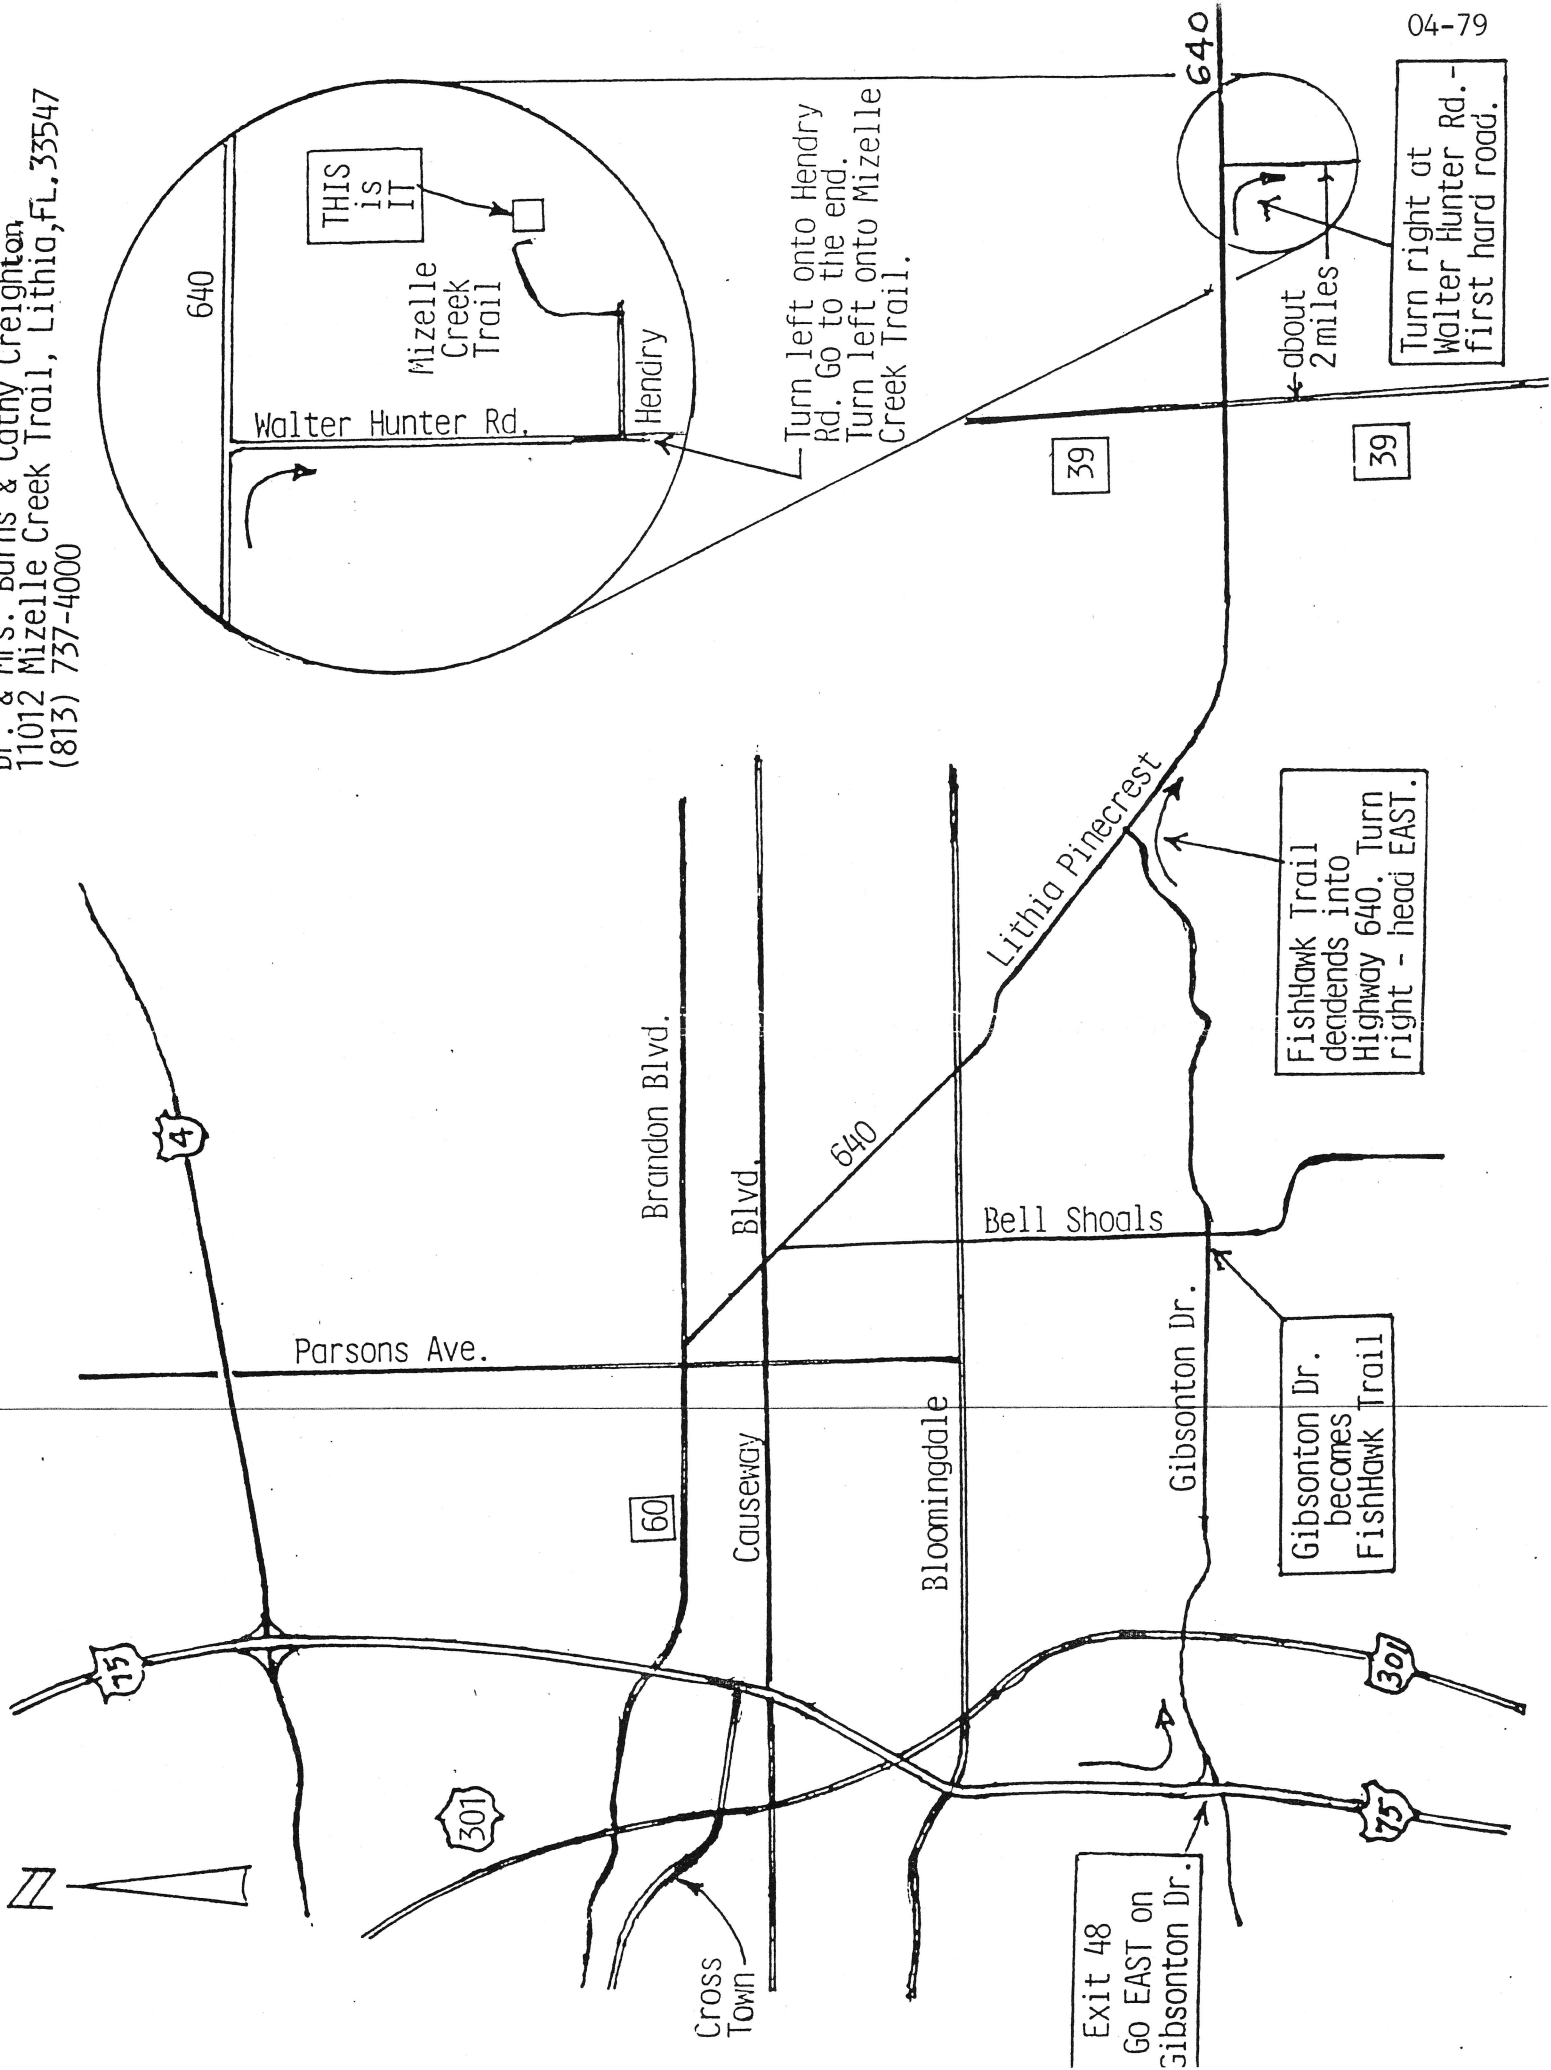 Dr. & Mrs. Burns & Cathy Creighton
11012 Mizelle Creek Trail, Lithia, FL, 33547
(813) 737-4000
N
75
4
Parsons Ave.
301
60
Brandon Blvd.
Cross
Town
Causeway
Blvd.
Bloomingdale
640
Lithia Pinecrest
Bell Shoals
Gibsonton Dr.
Exit 48
Go EAST on
Gibsonton Dr.
75
301
Gibsonton Dr.
becomes
FishHawk Trail
FishHawk Trail
deadends into
Highway 640. Turn
right - head EAST.
640
Walter Hunter Rd.
Mizelle
Creek
Trail
THIS
is
IT
Hendry
Turn left onto Hendry
Rd. Go to the end.
Turn left onto Mizelle
Creek Trail.
39
39
640
about
2 miles
Turn right at
Walter Hunter Rd.-
first hard road.
04-79